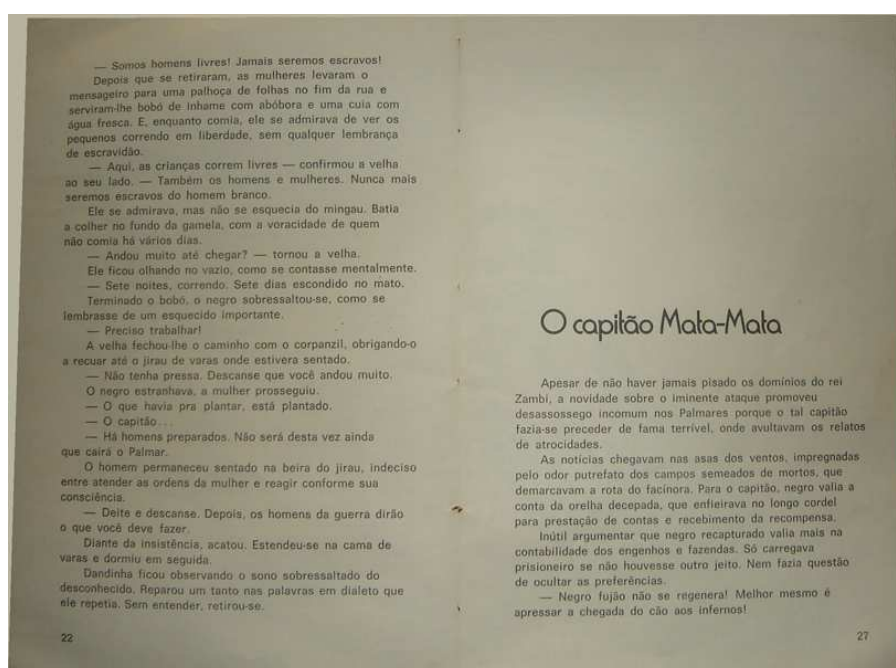 — Somos homens livres! Jamais seremos escravos!
Depois que se retiraram, as mulheres levaram o
mensageiro para uma palhoça de folhas no fim da rua e
serviram-lhe bobó de inhame com abóbora e uma cuia com
água fresca. E, enquanto comia, ele se admirava de ver os
pequenos correndo em liberdade, sem qualquer lembrança
de escravidão.
— Aqui, as crianças correm livres — confirmou a velha
ao seu lado. — Também os homens e mulheres. Nunca mais
seremos escravos do homem branco.
Ele se admirava, mas não se esquecia do mingau. Batia
a colher no fundo da gamela, com a voracidade de quem
não comia há vários dias.
— Andou muito até chegar? — tornou a velha.
Ele ficou olhando no vazio, como se contasse mentalmente.
— Sete noites, correndo. Sete dias escondido no mato.
Terminado o bobó, o negro sobressaltou-se, como se
lembrasse de um esquecido importante.
— Preciso trabalhar!
A velha fechou-lhe o caminho com o corpanzil, obrigando-o
a recuar até o jirau de varas onde estivera sentado.
— Não tenha pressa. Descanse que você andou muito.
O negro estranhava, a mulher prosseguiu.
— O que havia pra plantar, está plantado.
— O capitão...
— Há homens preparados. Não será desta vez ainda
que cairá o Palmar.
O homem permaneceu sentado na beira do jirau, indeciso
entre atender as ordens da mulher e reagir conforme sua
consciência.
— Deite e descanse. Depois, os homens da guerra dirão
o que você deve fazer.
Diante da insistência, acatou. Estendeu-se na cama de
varas e dormiu em seguida.
Dandinha ficou observando o sono sobressaltado do
desconhecido. Reparou um tanto nas palavras em dialeto que
ele repetia. Sem entender, retirou-se.
22
O capitão Mata-Mata
Apesar de não haver jamais pisado os domínios do rei
Zambi, a novidade sobre o iminente ataque promoveu
desassossego incomum nos Palmares porque o tal capitão
fazia-se preceder de fama terrível, onde avultavam os relatos
de atrocidades.
As notícias chegavam nas asas dos ventos, impregnadas
pelo odor putrefato dos campos semeados de mortos, que
demarcavam a rota do facínora. Para o capitão, negro valia a
conta da orelha decepada, que enfieirava no longo cordel
para prestação de contas e recebimento da recompensa.
Inútil argumentar que negro recapturado valia mais na
contabilidade dos engenhos e fazendas. Só carregava
prisioneiro se não houvesse outro jeito. Nem fazia questão
de ocultar as preferências.
— Negro fujão não se regenera! Melhor mesmo é
apressar a chegada do cão aos infernos!
27